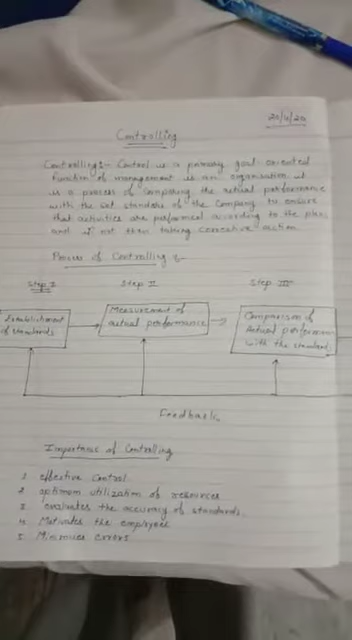 20/4/20
Controlling
Controlling:- Control is a primary goal oriented
function of management is an organisation it
is a process of comparing the actual performance
with the set standers of the company to ensure
that activities are performed according to the plan
and if not then taking corrective action.
Process of Controlling :-
Step I Step II Step III
Establishment of standards
Measurement of
actual performance
Comparison of
Actual performance
with the standards
Feedback
Importance of Controlling
1 effective control
2 optimum utilization of resources
3 evaluates the accuracy of standards.
4 Motivates the employees
5 Minimises errors